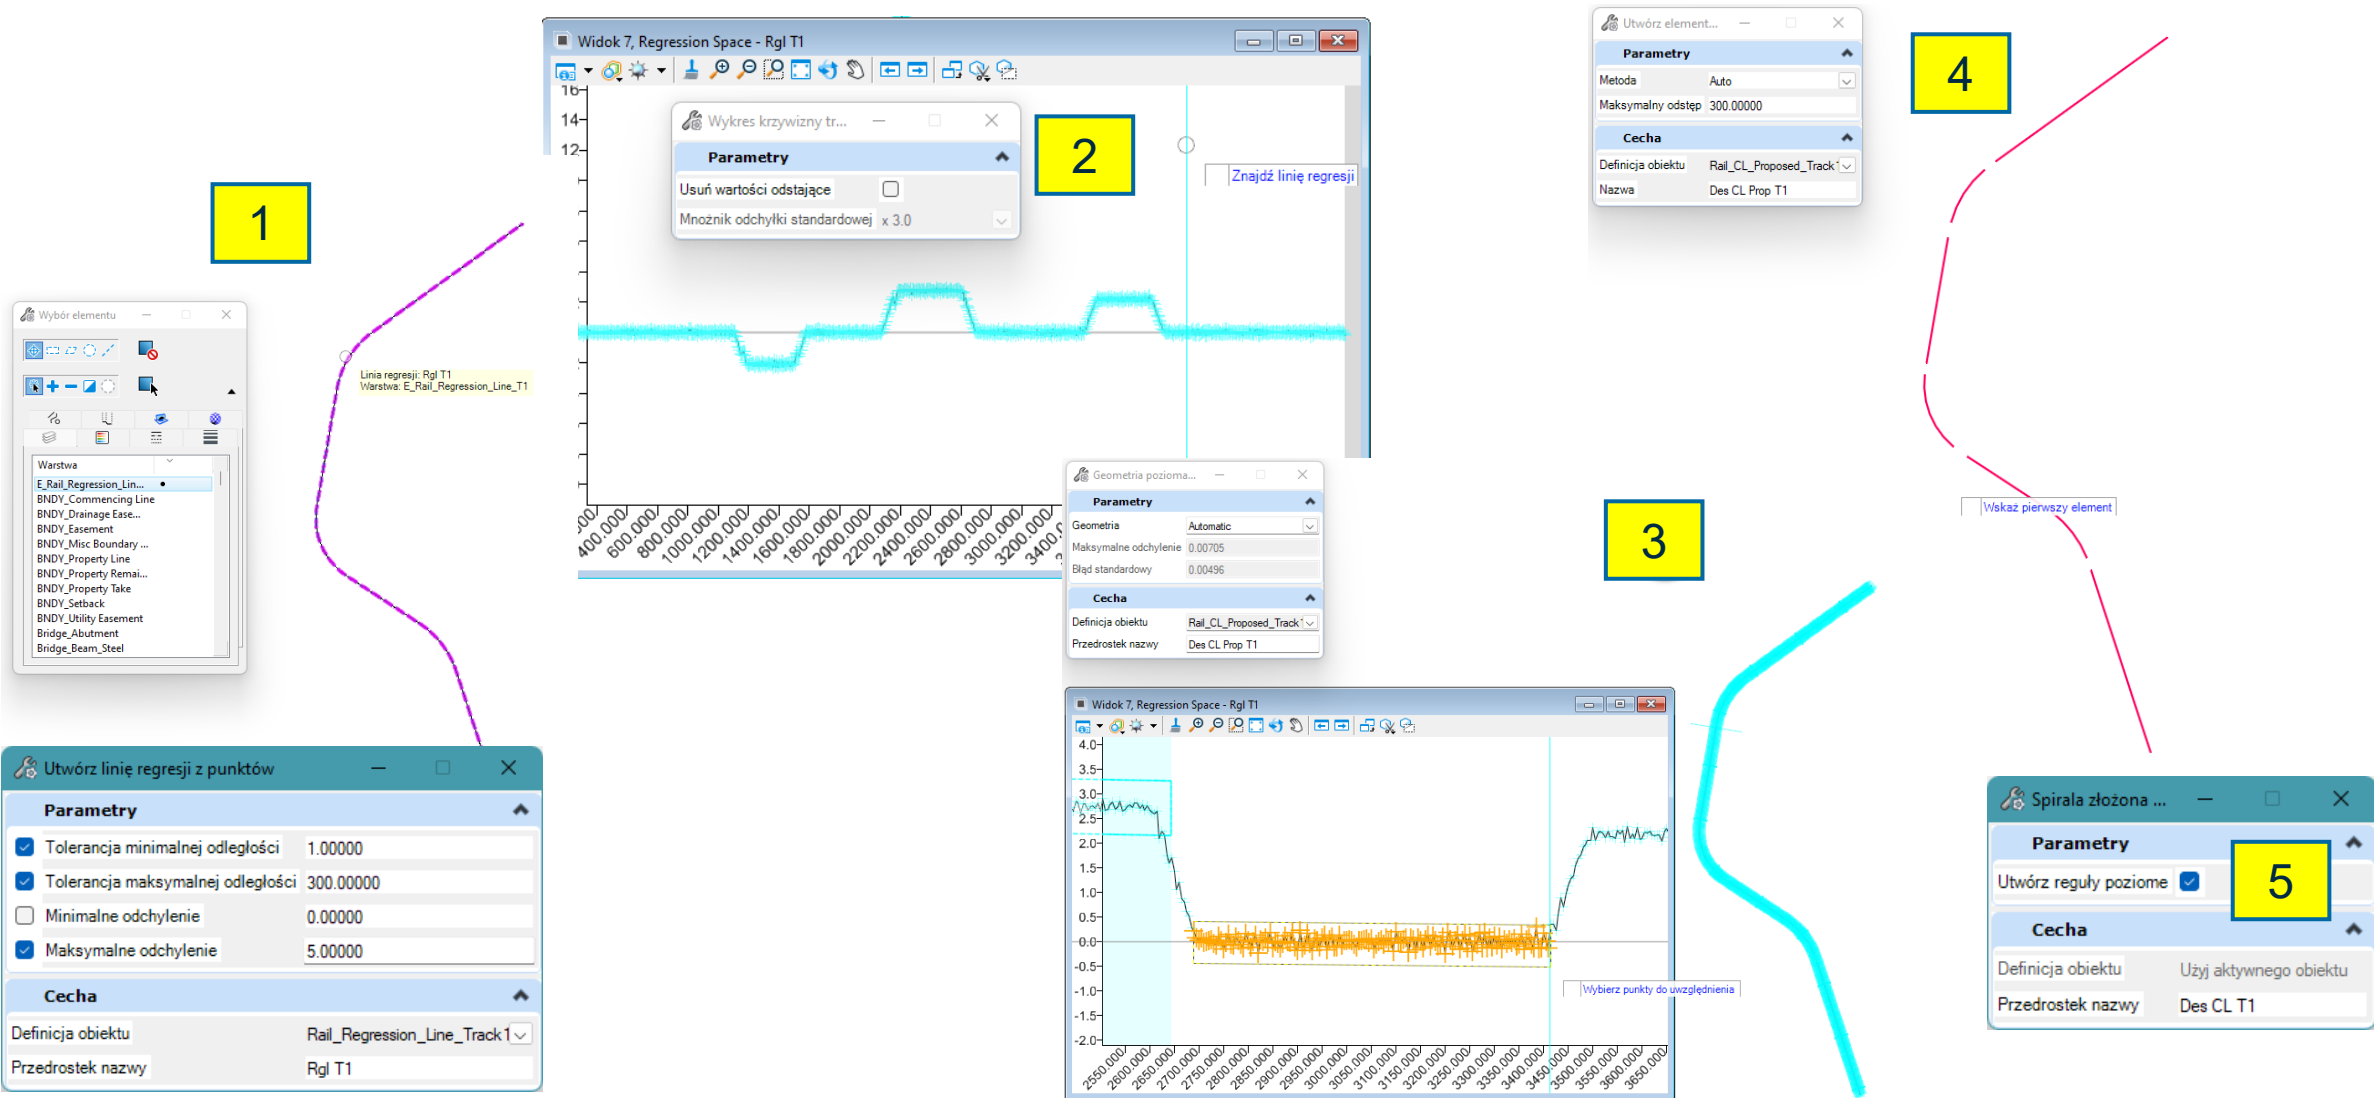 1
Wybór elementu
Linia regresji: Rgl T1
Warstwa: E_Rail_Regression_Line_T1
Warstwa
E_Rail_Regression_Lin...
BNDY_Commencing Line
BNDY_Drainage Ease...
BNDY_Easement
BNDY_Misc Boundary ...
BNDY_Property Line
BNDY_Property Remai...
BNDY_Property Take
BNDY_Setback
BNDY_Utility Easement
Bridge_Abutment
Bridge_Beam_Steel
Utwórz linię regresji z punktów
Parametry
Tolerancja minimalnej odległości 1.00000
Tolerancja maksymalnej odległości 300.00000
Minimalne odchylenie 0.00000
Maksymalne odchylenie 5.00000
Cecha
Definicja obiektu Rail_Regression_Line_Track1
Przedrostek nazwy Rgl T1
2
Widok 7, Regression Space - Rgl T1
16
14
12
Wykres krzywizny tr...
Parametry
Usuń wartości odstające
Mnożnik odchyłki standardowej x 3.0
Znajdź linię regresji
400.000 600.000 800.000 1000.000 1200.000 1400.000 1600.000 1800.000 2000.000 2200.000 2400.000 2600.000 2800.000 3000.000 3200.000 3400.000
Geometria pozioma...
Parametry
Geometria Automatic
Maksymalne odchylenie 0.00705
Błąd standardowy 0.00496
Cecha
Definicja obiektu Rail_CL_Proposed_Track1
Przedrostek nazwy Des CL Prop T1
3
Widok 7, Regression Space - Rgl T1
4.0
3.5
3.0
2.5
2.0
1.5
1.0
0.5
0.0
-0.5
-1.0
-1.5
-2.0
Wybierz punkty do uwzględnienia
2550.000 2600.000 2650.000 2700.000 2750.000 2800.000 2850.000 2900.000 2950.000 3000.000 3050.000 3100.000 3150.000 3200.000 3250.000 3300.000 3350.000 3400.000 3450.000 3500.000 3550.000 3600.000 3650.000
4
Utwórz element...
Parametry
Metoda Auto
Maksymalny odstęp 300.00000
Cecha
Definicja obiektu Rail_CL_Proposed_Track1
Nazwa Des CL Prop T1
Wskaż pierwszy element
Spirala złożona ...
Parametry
Utwórz reguły poziome
5
Cecha
Definicja obiektu Użyj aktywnego obiektu
Przedrostek nazwy Des CL T1